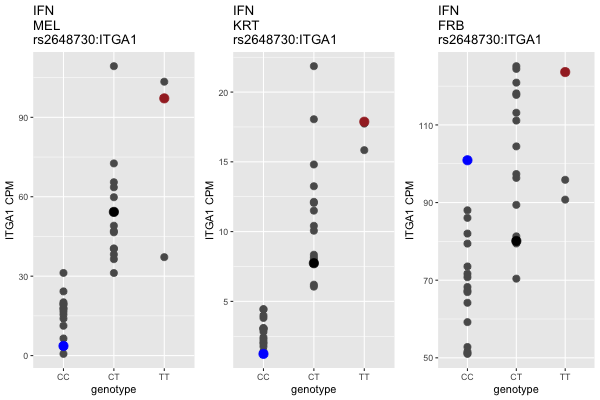 IFN
MEL
rs2648730:ITGA1
90
60
30
0
ITGA1 CPM
CC
CT
TT
genotype
IFN
KRT
rs2648730:ITGA1
20
15
10
5
ITGA1 CPM
CC
CT
TT
genotype
IFN
FRB
rs2648730:ITGA1
110
90
70
50
ITGA1 CPM
CC
CT
TT
genotype